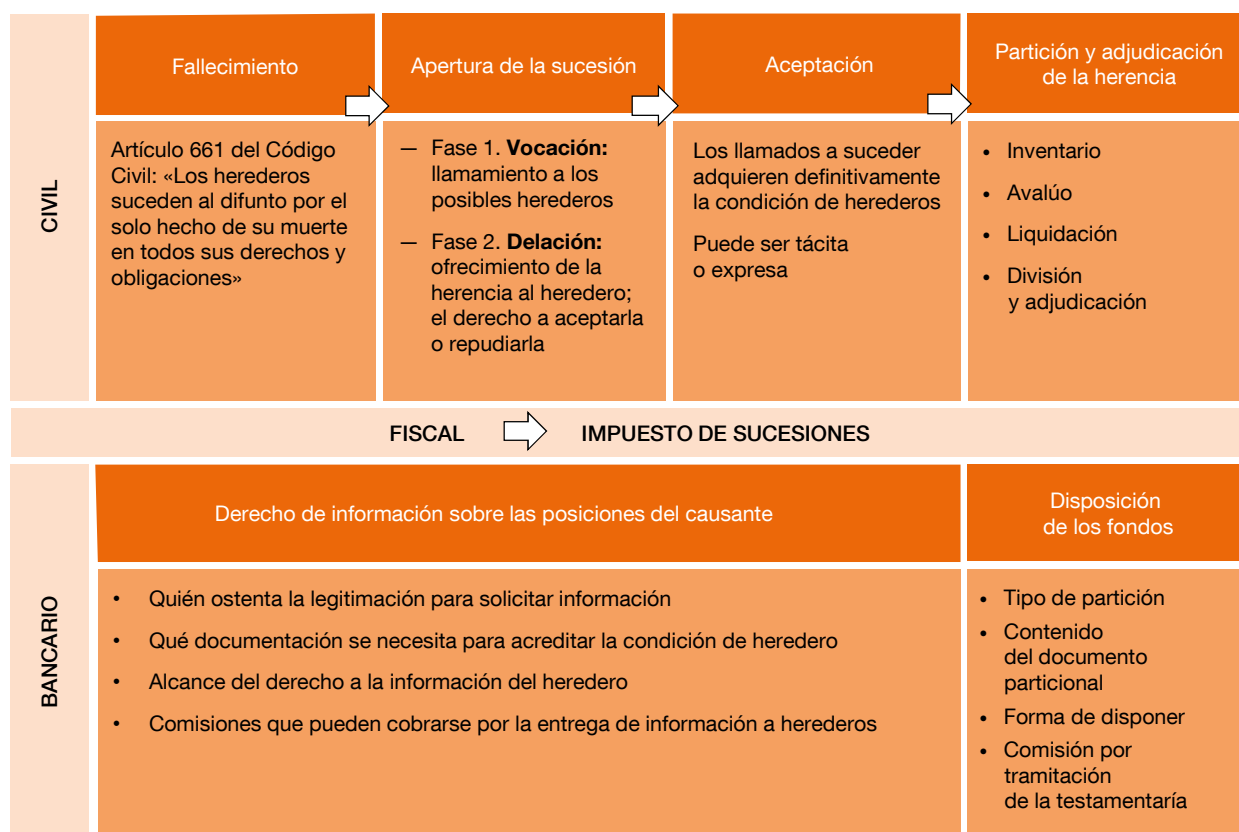 CIVIL
Fallecimiento
Artículo 661 del Código
Civil: «Los herederos
suceden al difunto por el
solo hecho de su muerte
en todos sus derechos y
obligaciones»
Apertura de la sucesión
— Fase 1. Vocación:
llamamiento a los
posibles herederos
— Fase 2. Delación:
ofrecimiento de la
herencia al heredero;
el derecho a aceptarla
o repudiarla
Aceptación
Los llamados a suceder
adquieren definitivamente
la condición de herederos
Puede ser tácita
o expresa
Partición y adjudicación
de la herencia
• Inventario
• Avalúo
• Liquidación
• División
y adjudicación
FISCAL IMPUESTO DE SUCESIONES
BANCARIO
Derecho de información sobre las posiciones del causante
• Quién ostenta la legitimación para solicitar información
• Qué documentación se necesita para acreditar la condición de heredero
• Alcance del derecho a la información del heredero
• Comisiones que pueden cobrarse por la entrega de información a herederos
Disposición
de los fondos
• Tipo de partición
• Contenido
del documento
particional
• Forma de disponer
• Comisión por
tramitación
de la testamentaría